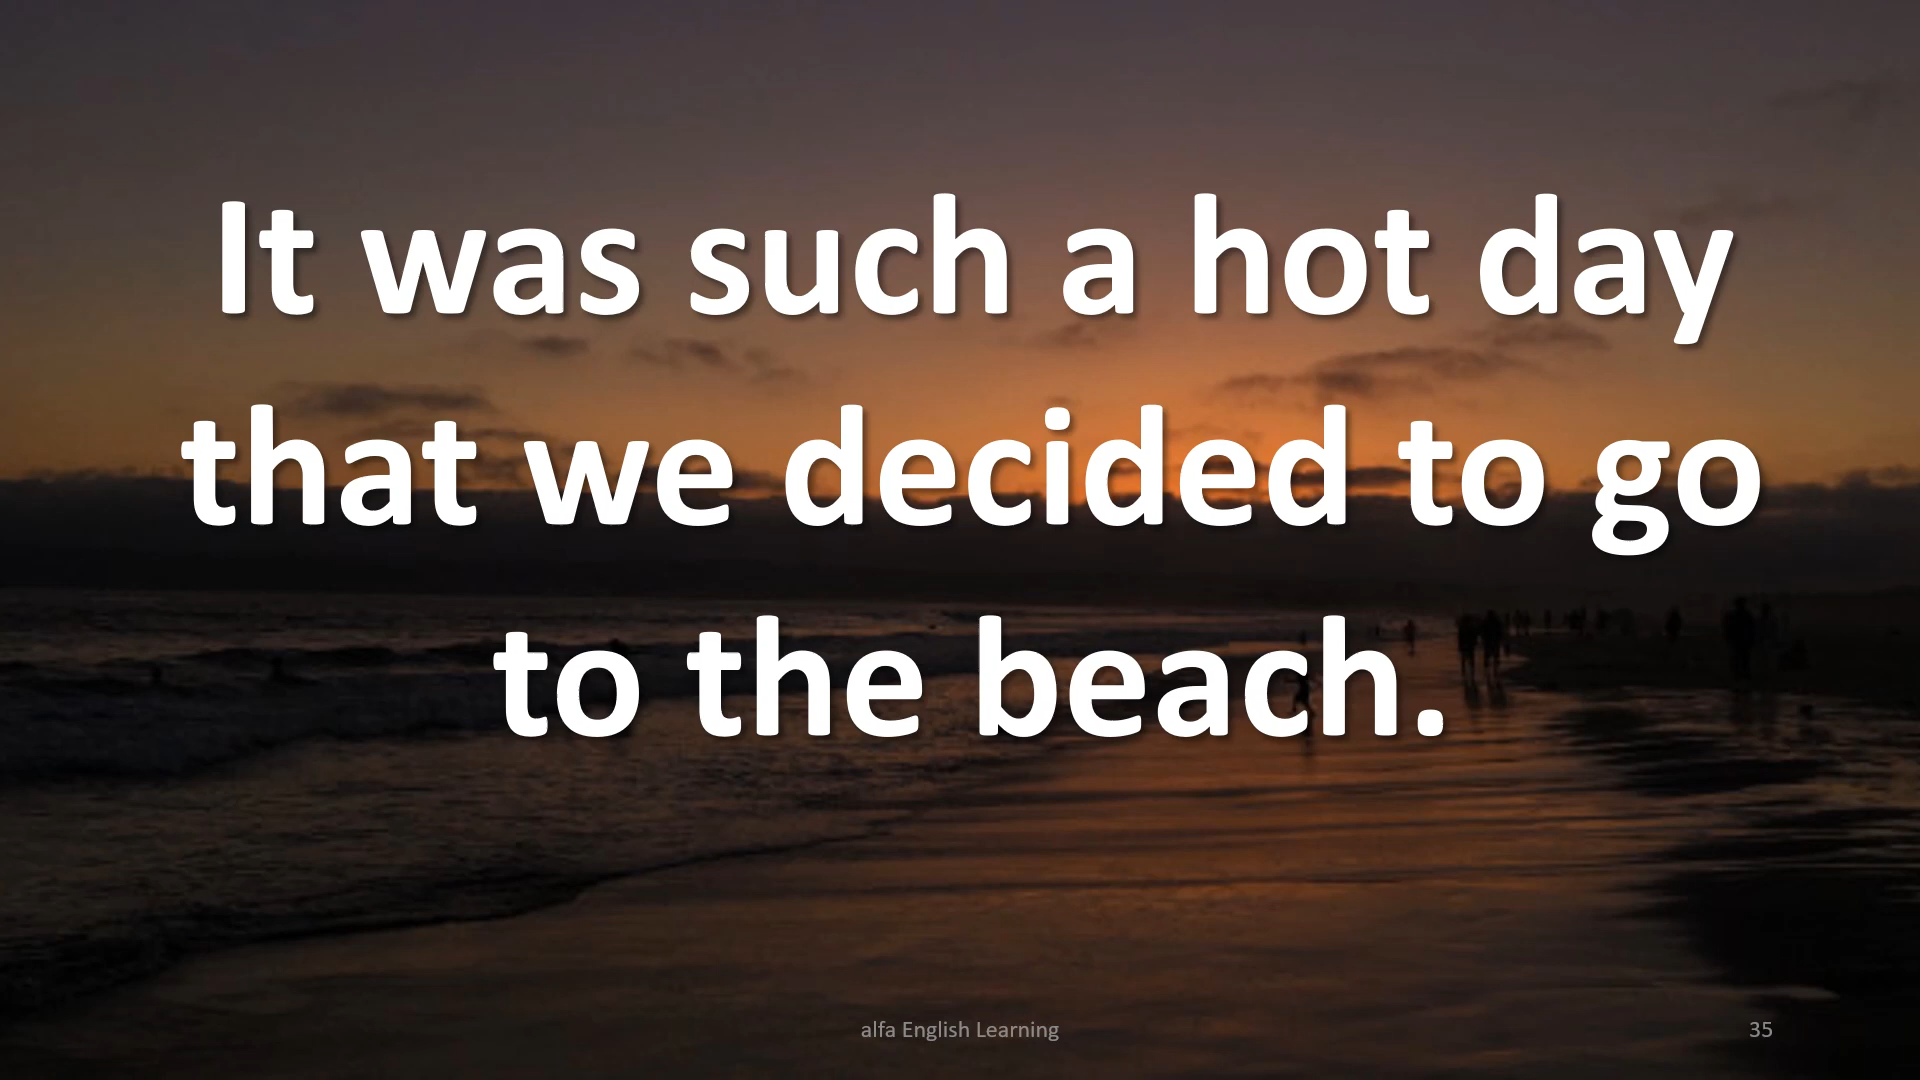 It was such a hot day
that we decided to go
to the beach.
alfa English Learning
35